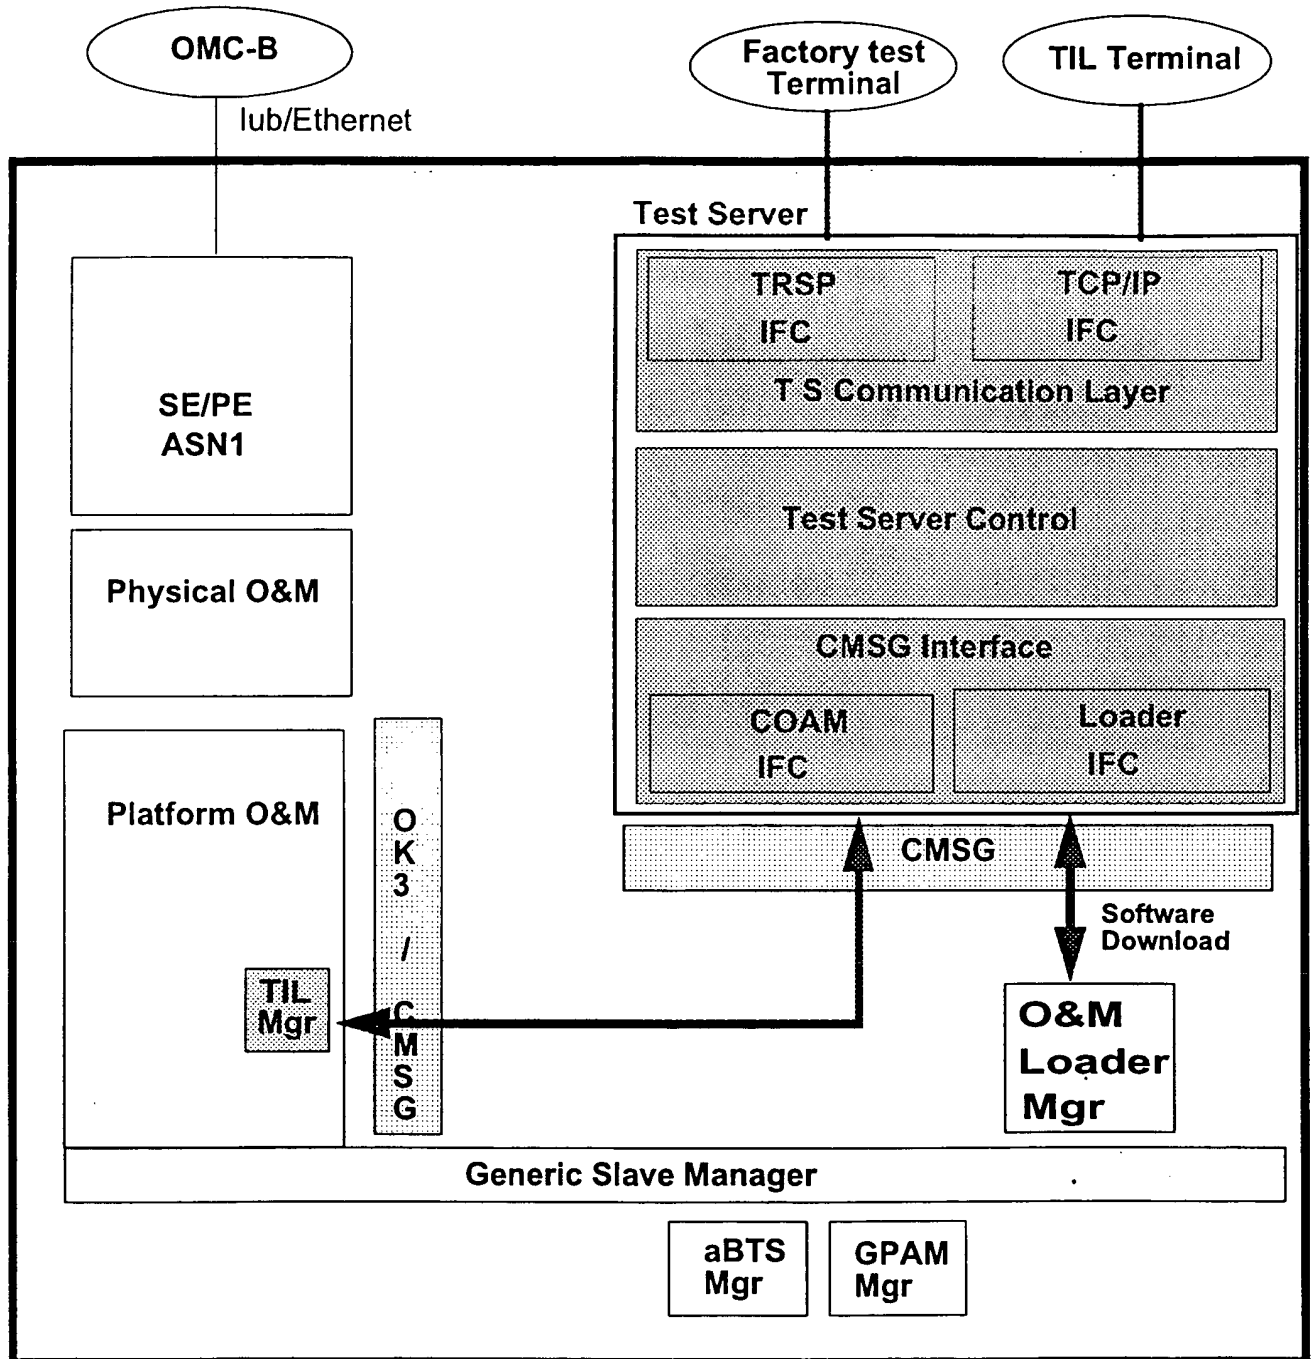 OMC-B
Factory test
Terminal
TIL Terminal
Iub/Ethernet
Test Server
TRSP
IFC
TCP/IP
IFC
T S Communication Layer
SE/PE
ASN1
Test Server Control
Physical O&M
CMSG Interface
COAM
IFC
Loader
IFC
Platform O&M
OK3 / CMSG
CMSG
Software
Download
TIL
Mgr
O&M
Loader
Mgr
Generic Slave Manager
aBTS
Mgr
GPAM
Mgr